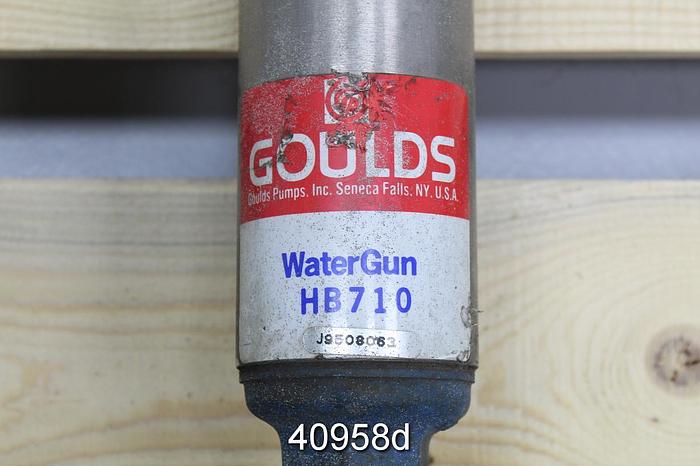 GOULDS
Goulds Pumps, Inc. Seneca Falls, NY. U.S.A.
WaterGun
HB710
J9508063
40958d